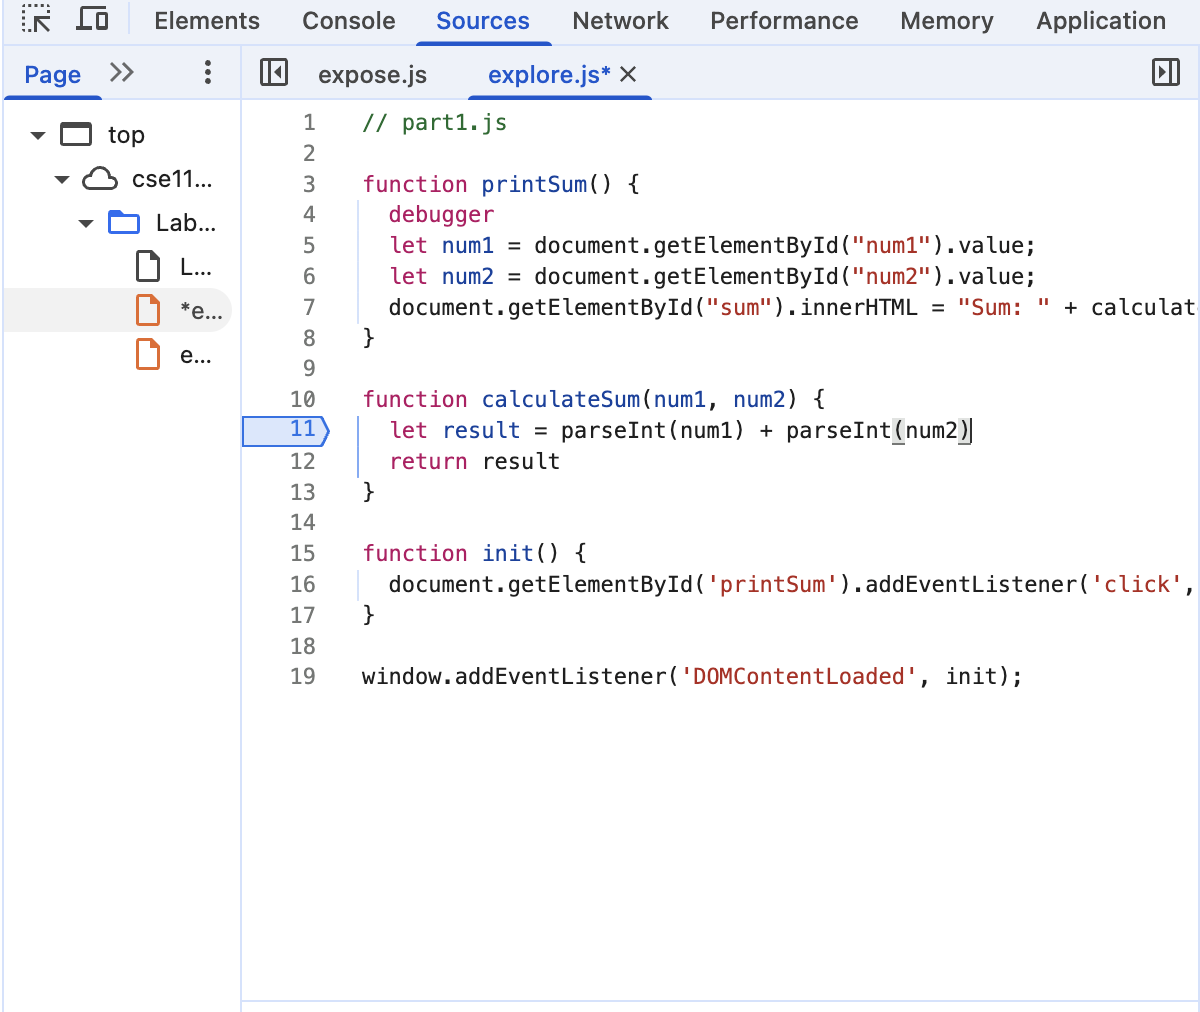 Elements Console Sources Network Performance Memory Application
Page
expose.js explore.js*
top
cse11...
Lab...
L...
*e...
e...
1 // part1.js
2
3 function printSum() {
4   debugger
5   let num1 = document.getElementById("num1").value;
6   let num2 = document.getElementById("num2").value;
7   document.getElementById("sum").innerHTML = "Sum: " + calculat
8 }
9
10 function calculateSum(num1, num2) {
11   let result = parseInt(num1) + parseInt(num2)
12   return result
13 }
14
15 function init() {
16   document.getElementById('printSum').addEventListener('click',
17 }
18
19 window.addEventListener('DOMContentLoaded', init);